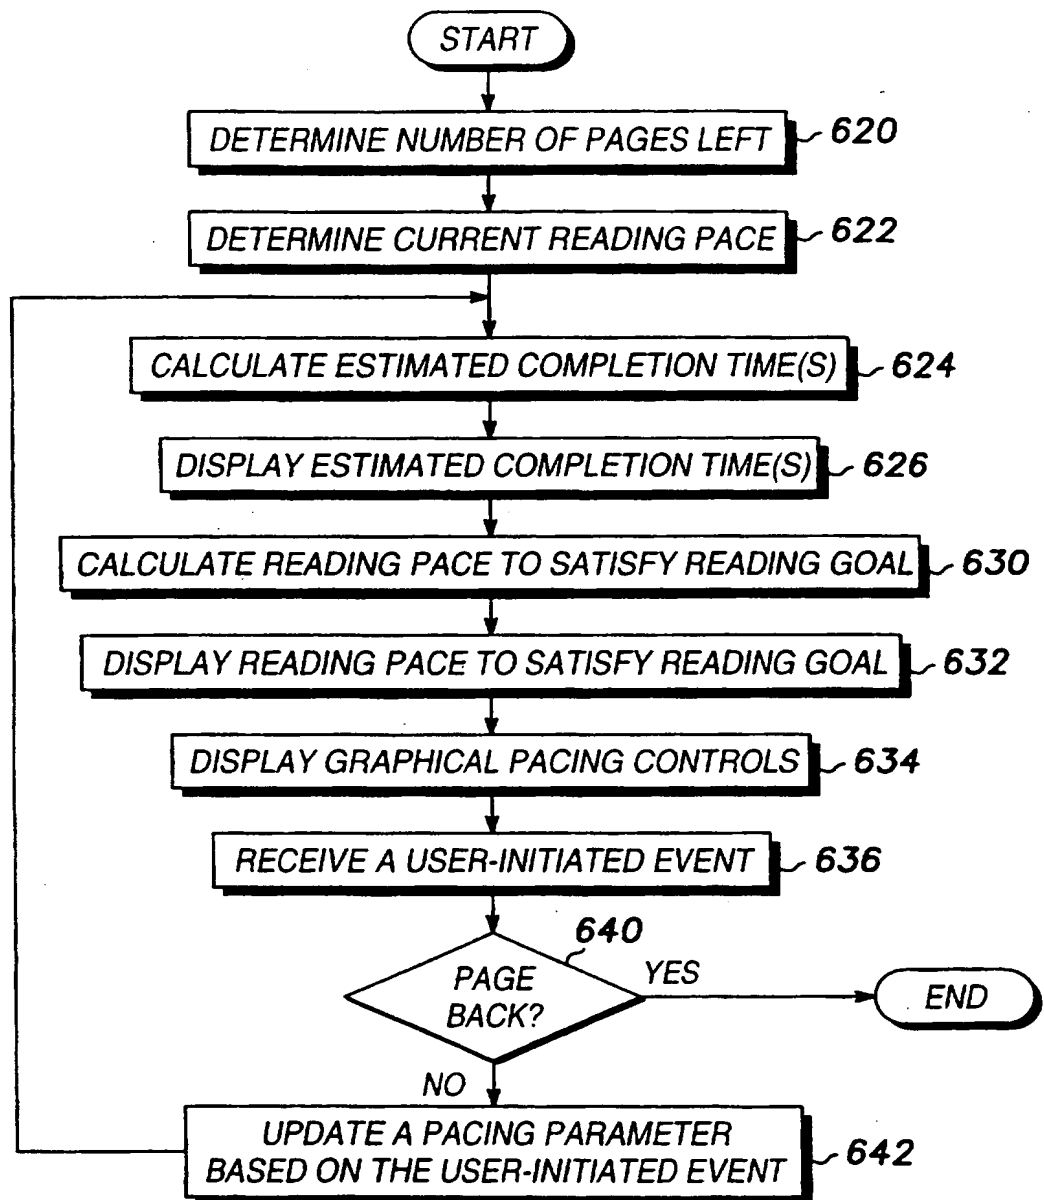 START
DETERMINE NUMBER OF PAGES LEFT 620
DETERMINE CURRENT READING PACE 622
CALCULATE ESTIMATED COMPLETION TIME(S) 624
DISPLAY ESTIMATED COMPLETION TIME(S) 626
CALCULATE READING PACE TO SATISFY READING GOAL 630
DISPLAY READING PACE TO SATISFY READING GOAL 632
DISPLAY GRAPHICAL PACING CONTROLS 634
RECEIVE A USER-INITIATED EVENT 636
640
PAGE
BACK?
YES
END
NO
UPDATE A PACING PARAMETER
BASED ON THE USER-INITIATED EVENT 642